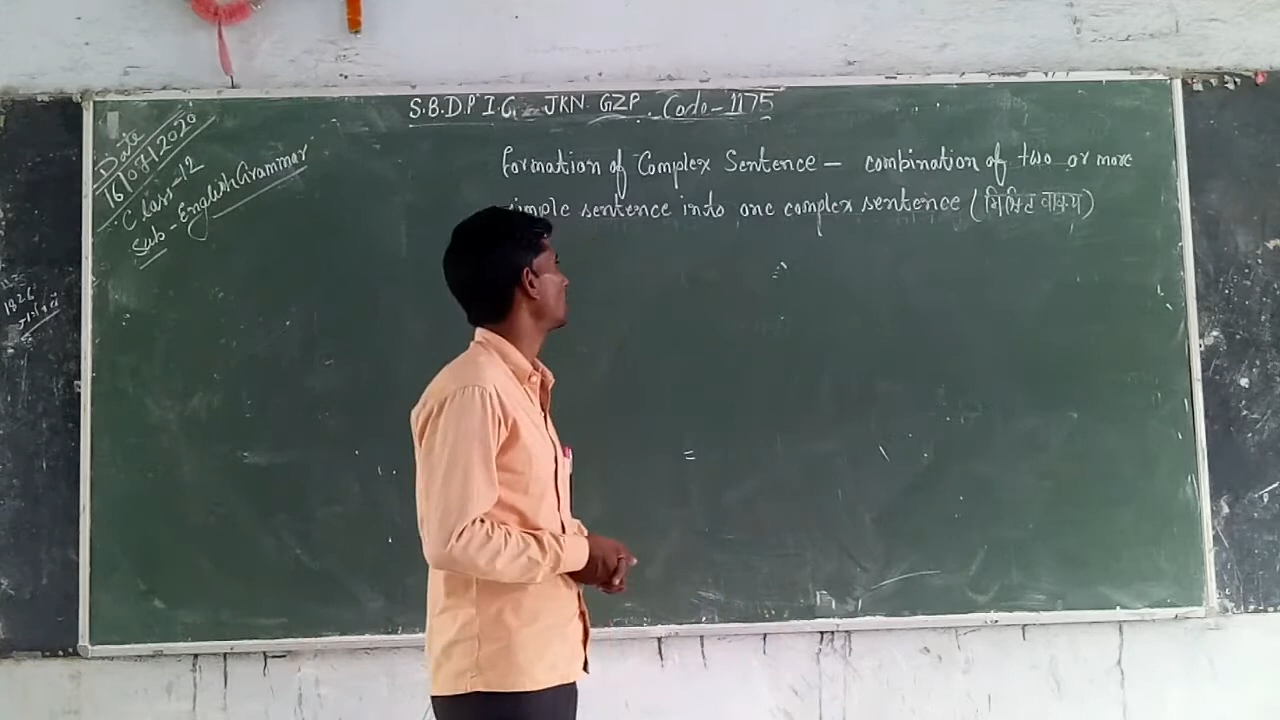 S.B.D.P I.C. JKN. GZP. Code-1175
Date
16/07/2020
Class-12
Sub - English Grammar
Formation of Complex Sentence - combination of two or more
simple sentence into one complex sentence (मिश्रित वाक्य)
1826